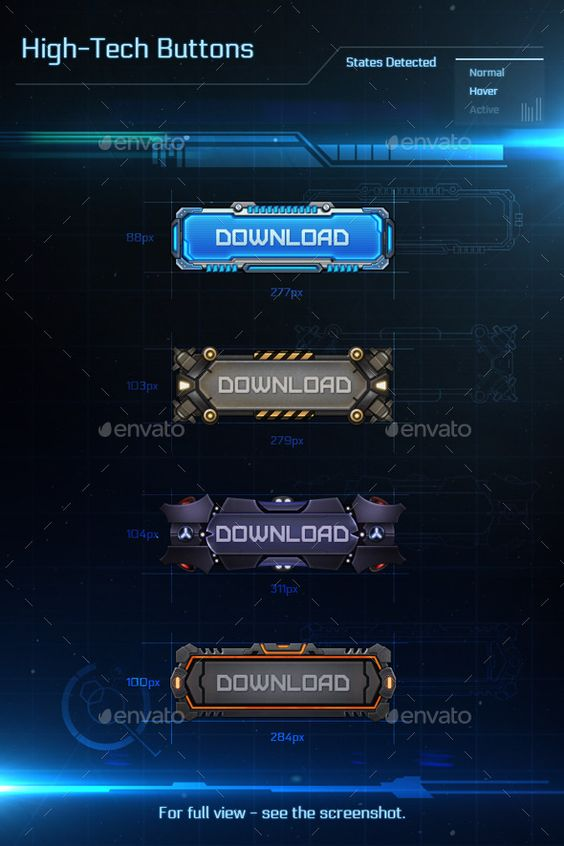 High-Tech Buttons
States Detected
Normal
Hover
Active
envato
envato
88px
DOWNLOAD
277px
103px
DOWNLOAD
envato
envato
279px
104px
DOWNLOAD
311px
100px
DOWNLOAD
envato
envato
284px
For full view - see the screenshot.